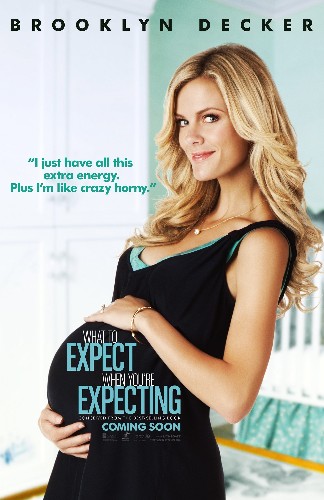 BROOKLYN DECKER
“I just have all this
extra energy.
Plus I'm like crazy horny.”
WHAT TO
EXPECT
WHEN YOU'RE
EXPECTING
COMING SOON